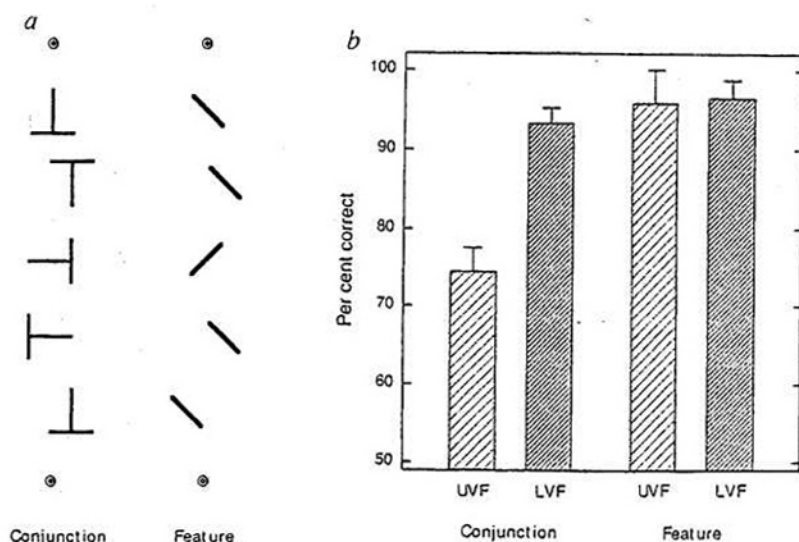 a
Conjunction
Feature
b
Per cent correct
100
90
80
70
60
50
UVF
LVF
UVF
LVF
Conjunction
Feature